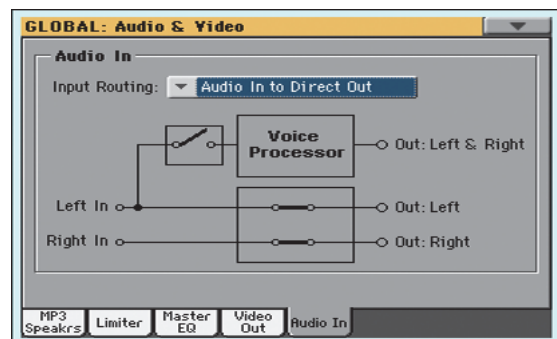 GLOBAL: Audio & Video
Audio In
Input Routing: Audio In to Direct Out
Voice
Processor
Out: Left & Right
Left In
Out: Left
Right In
Out: Right
MP3
Speakrs
Limiter
Master
EQ
Video
Out
Audio In